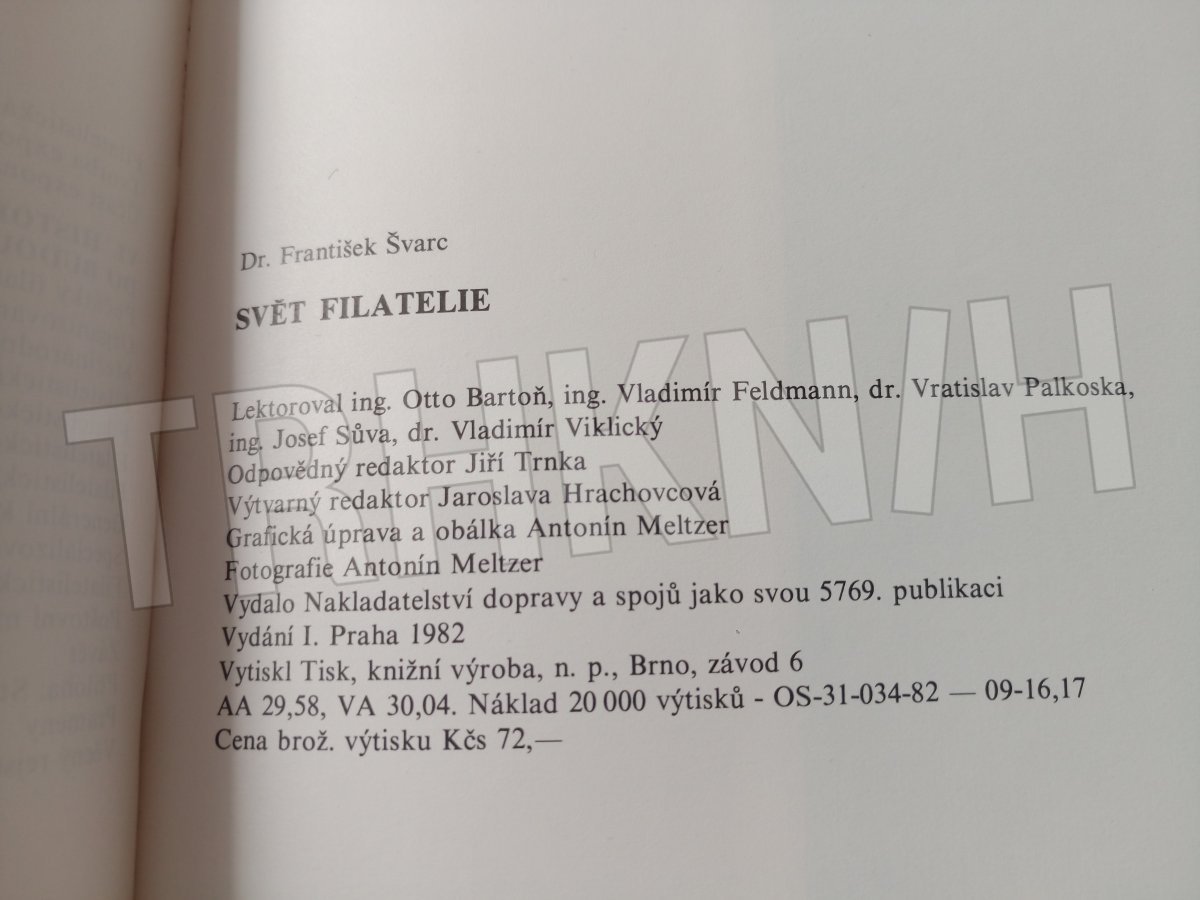 Dr. František Švarc
SVĚT FILATELIE
Lektoroval ing. Otto Bartoň, ing. Vladimír Feldmann, dr. Vratislav Palkoska,
ing. Josef Sůva, dr. Vladimír Viklický
Odpovědný redaktor Jiří Trnka
Výtvarný redaktor Jaroslava Hrachovcová
Grafická úprava a obálka Antonín Meltzer
Fotografie Antonín Meltzer
Vydalo Nakladatelství dopravy a spojů jako svou 5769. publikaci
Vydání I. Praha 1982
Vytiskl Tisk, knižní výroba, n. p., Brno, závod 6
AA 29,58, VA 30,04. Náklad 20 000 výtisků - OS-31-034-82 — 09-16,17
Cena brož. výtisku Kčs 72,—
TRHKN/H